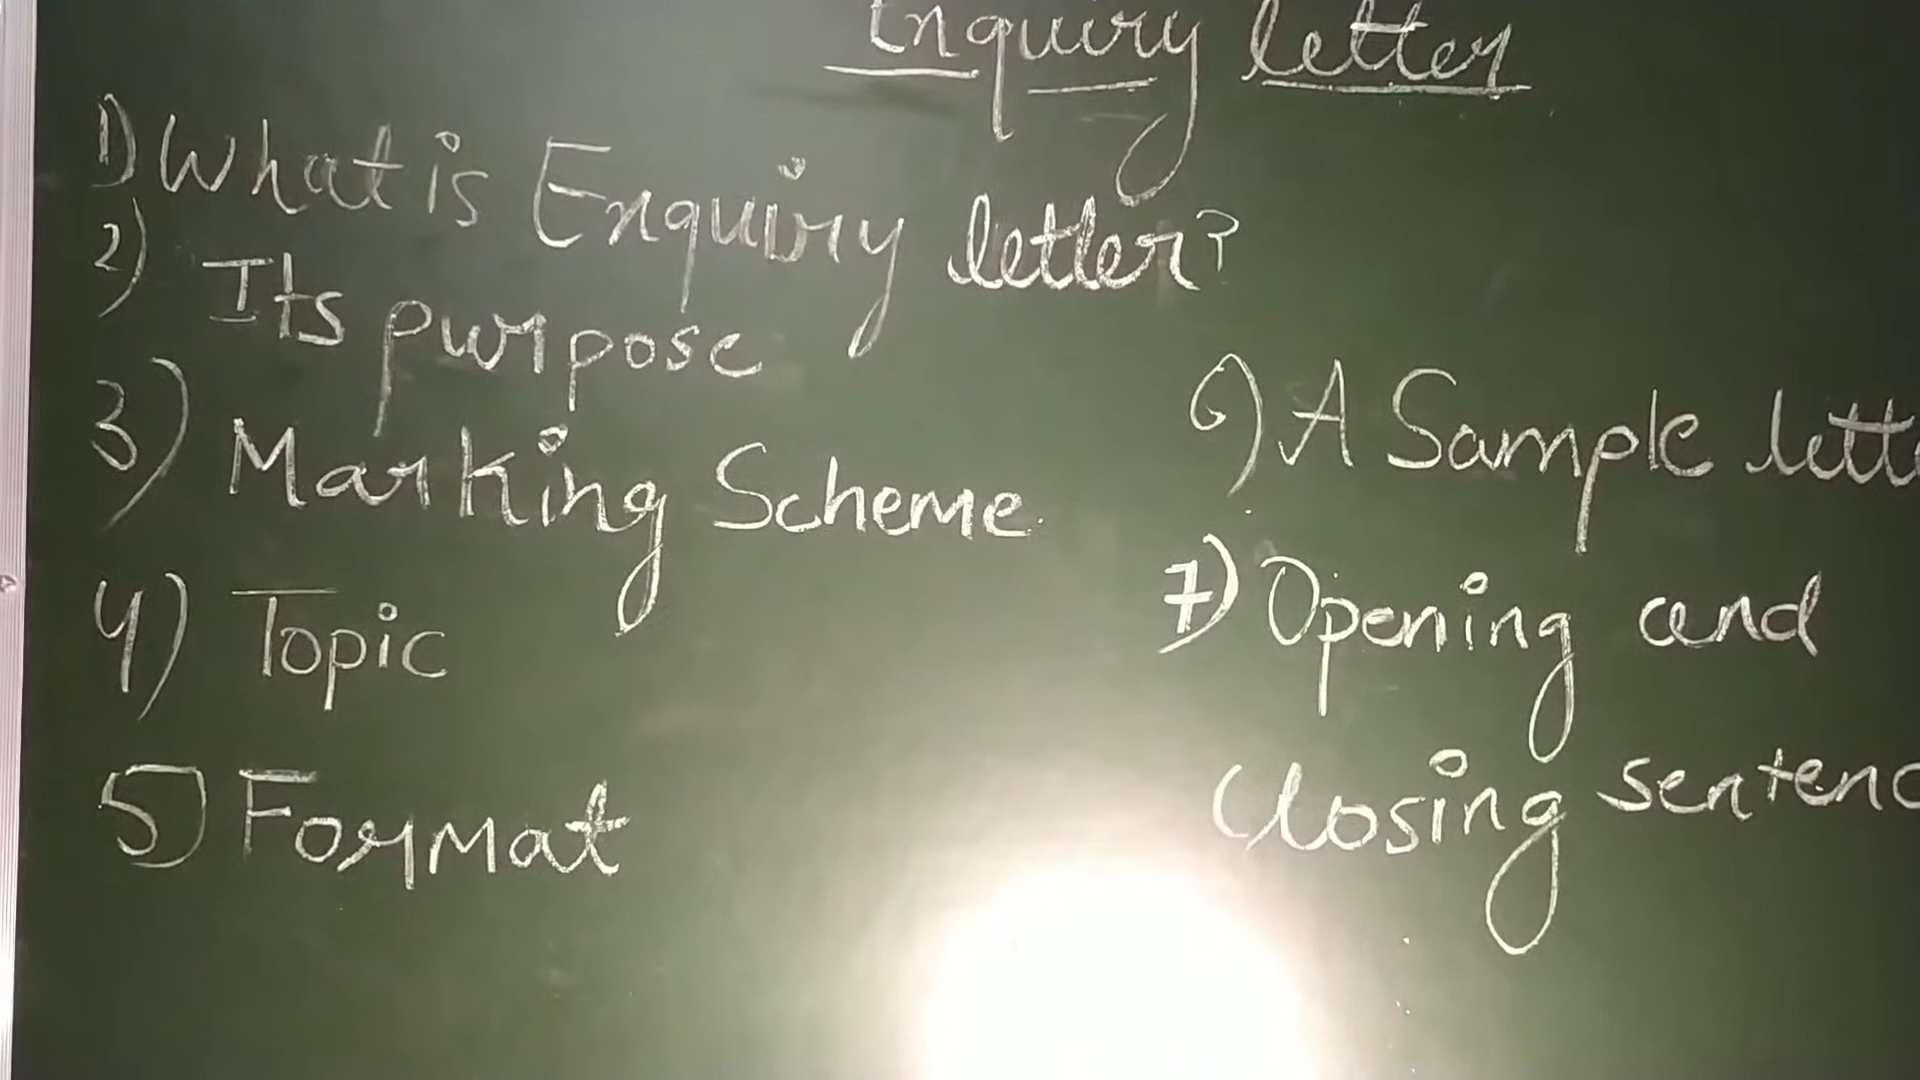 Enquiry letter
1) What is Enquiry letter?
2) Its purpose
3) Marking Scheme
4) Topic
5) Format
6) A Sample lette
7) Opening and
Closing sentenc